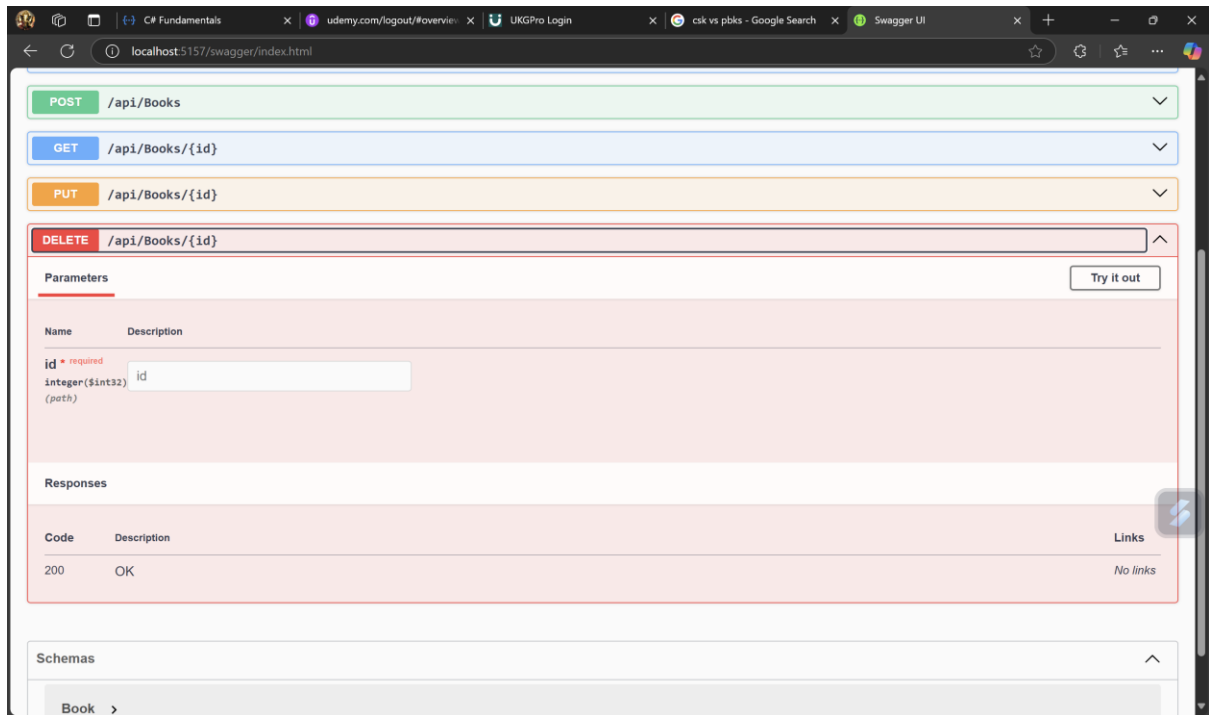 C# Fundamentals
udemy.com/logout/#overview
UKGPro Login
csk vs pbks - Google Search
Swagger UI
localhost:5157/swagger/index.html
POST /api/Books
GET /api/Books/{id}
PUT /api/Books/{id}
DELETE /api/Books/{id}
Parameters
Try it out
Name Description
id * required
integer($int32)
(path)
id
Responses
Code Description Links
200 OK No links
Schemas
Book >